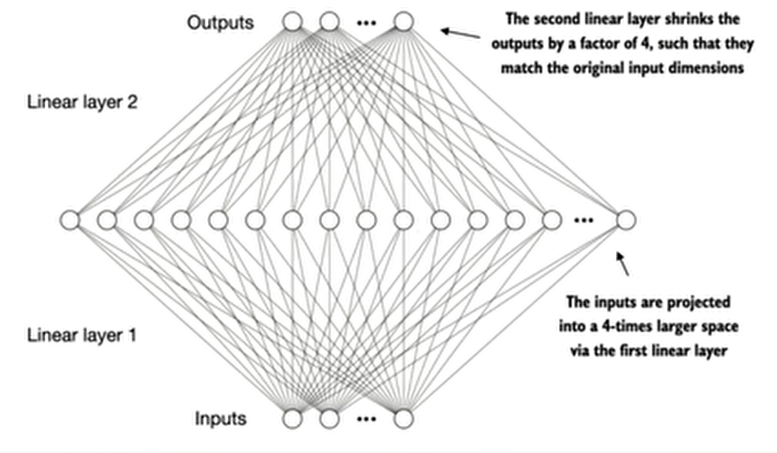 Outputs
The second linear layer shrinks the
outputs by a factor of 4, such that they
match the original input dimensions
Linear layer 2
...
...
The inputs are projected
into a 4-times larger space
via the first linear layer
Linear layer 1
Inputs
...